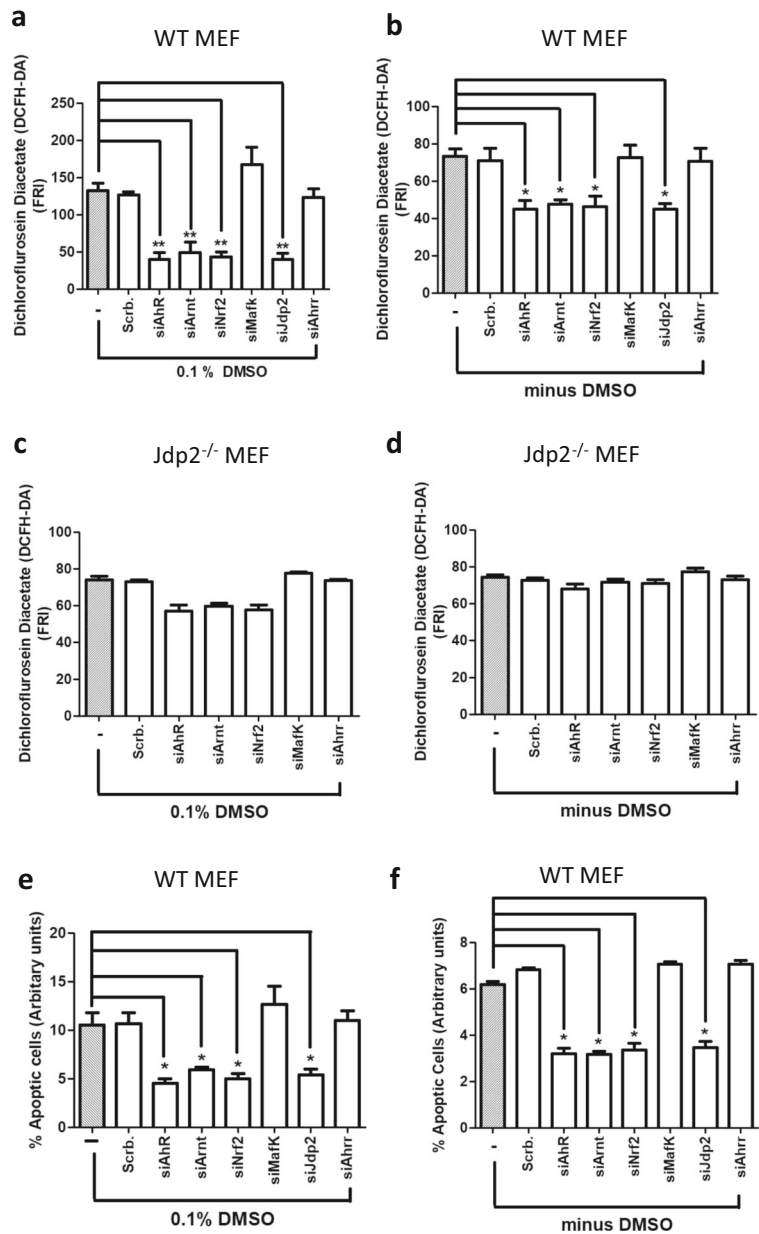 a
WT MEF
Dichloroflurosein Diacetate (DCFH-DA)
(FRI)
250
200
150
100
50
0
**
**
**
**
-
Scrb.
siAhR
siArnt
siNrf2
siMafk
siJdp2
siAhrr
0.1 % DMSO
b
WT MEF
Dichloroflurosein Diacetate (DCFH-DA)
(FRI)
100
80
60
40
20
0
*
*
*
*
-
Scrb.
siAhR
siArnt
siNrf2
siMafK
siJdp2
siAhrr
minus DMSO
c
Jdp2-/- MEF
Dichloroflurosein Diacetate (DCFH-DA)
(FRI)
100
80
60
40
20
0
-
Scrb.
siAhR
siArnt
siNrf2
siMafK
siAhrr
0.1% DMSO
d
Jdp2-/- MEF
Dichloroflurosein Diacetate (DCFH-DA)
(FRI)
100
80
60
40
20
0
-
Scrb.
siAhR
siArnt
siNrf2
siMafK
siAhrr
minus DMSO
e
WT MEF
% Apoptic cells (Arbitary units)
20
15
10
5
0
*
*
*
*
–
Scrb.
siAhR
siArnt
siNrf2
siMafK
siJdp2
siAhrr
0.1% DMSO
f
WT MEF
% Apoptic Cells (Arbitrary units)
8
6
4
2
0
*
*
*
*
-
Scrb.
siAhR
siArnt
siNrf2
siMafK
siJDP2
siAhrr
minus DMSO